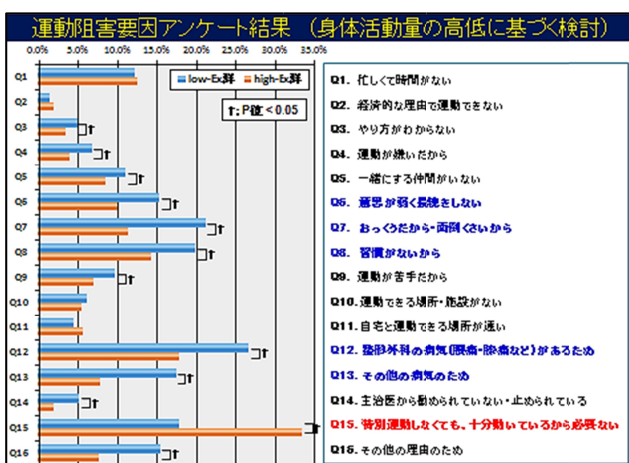 運動阻害要因アンケート結果 (身体活動量の高低に基づく検討)
0.0% 5.0% 10.0% 15.0% 20.0% 25.0% 30.0% 35.0%
low-Ex群 high-Ex群
†; P値<0.05
Q1
Q2
Q3 †
Q4 †
Q5 †
Q6 †
Q7 †
Q8 †
Q9 †
Q10
Q11
Q12 †
Q13 †
Q14 †
Q15 †
Q16 †
Q1. 忙しくて時間がない
Q2. 経済的な理由で運動できない
Q3. やり方がわからない
Q4. 運動が嫌いだから
Q5. 一緒にする仲間がいない
Q6. 意思が弱く長続きしない
Q7. おっくうだから・面倒くさいから
Q8. 習慣がないから
Q9. 運動が苦手だから
Q10. 運動できる場所・施設がない
Q11. 自宅と運動できる場所が遠い
Q12. 整形外科の病気(腰痛・膝痛など)があるため
Q13. その他の病気のため
Q14. 主治医から勧められていない・止められている
Q15. 特別運動しなくても、十分動いているから必要ない
Q16. その他の理由のため